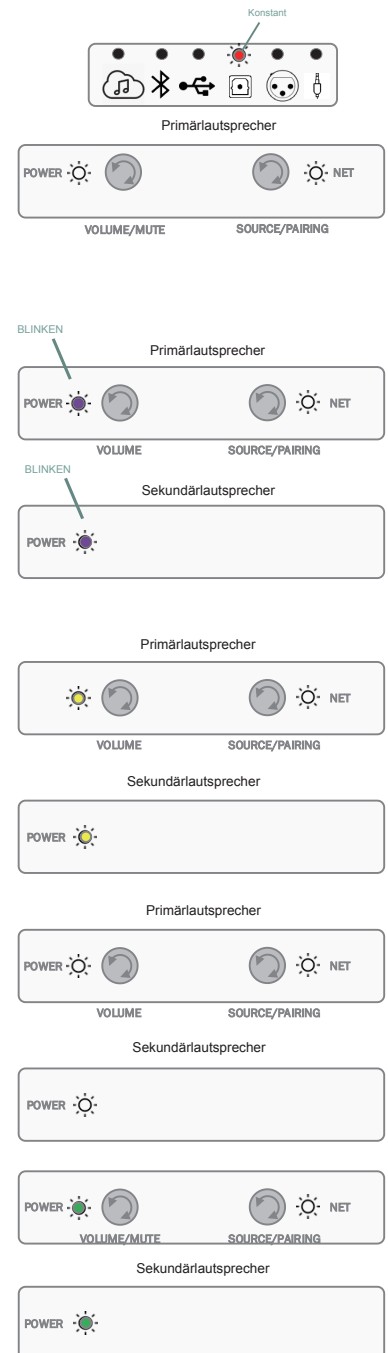 Konstant
Primärlautsprecher
POWER NET
VOLUME/MUTE SOURCE/PAIRING
BLINKEN
Primärlautsprecher
POWER NET
VOLUME SOURCE/PAIRING
BLINKEN
Sekundärlautsprecher
POWER
Primärlautsprecher
NET
VOLUME SOURCE/PAIRING
Sekundärlautsprecher
POWER
Primärlautsprecher
POWER NET
VOLUME SOURCE/PAIRING
Sekundärlautsprecher
POWER
POWER NET
VOLUME/MUTE SOURCE/PAIRING
Sekundärlautsprecher
POWER